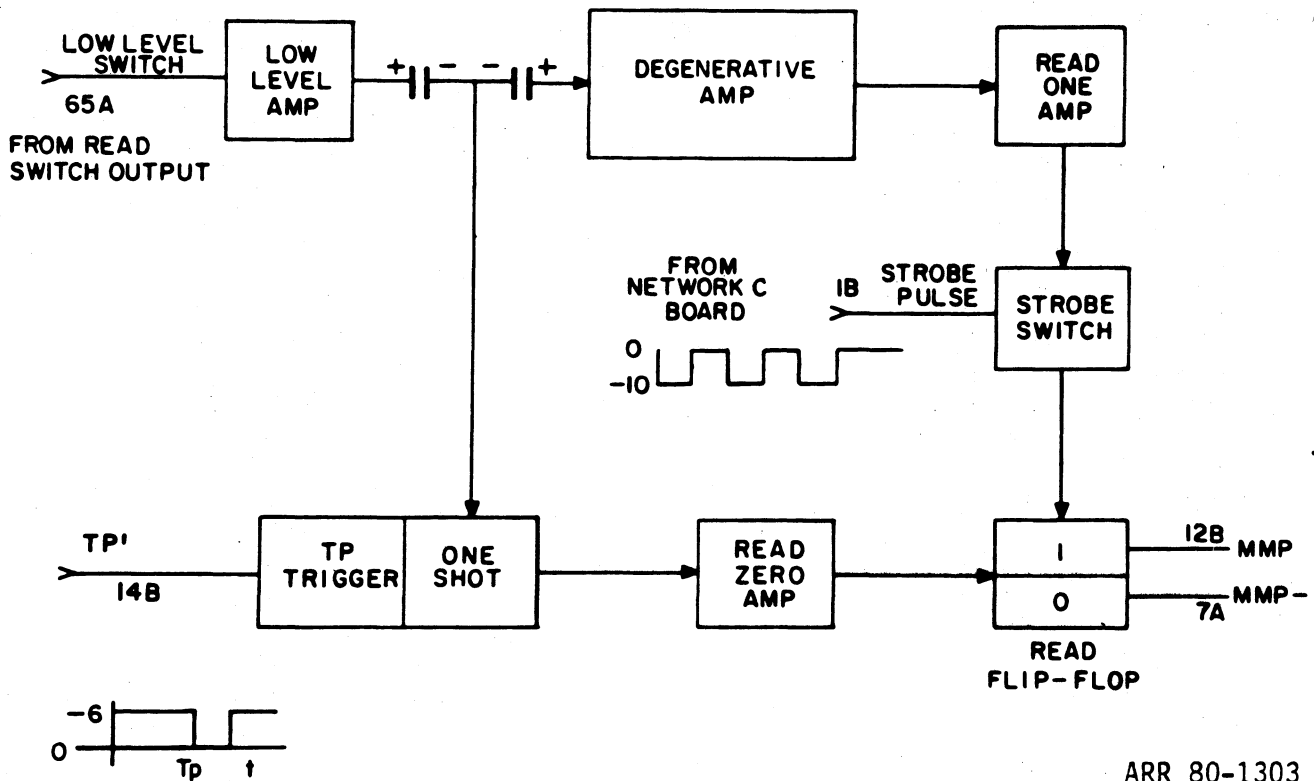 LOW LEVEL
SWITCH
65A
FROM READ
SWITCH OUTPUT
LOW
LEVEL
AMP
+ - - +
DEGENERATIVE
AMP
READ
ONE
AMP
FROM
NETWORK C
BOARD
0
-10
1B
STROBE
PULSE
STROBE
SWITCH
TP'
14B
TP
TRIGGER
ONE
SHOT
READ
ZERO
AMP
1
0
12B
MMP
7A
MMP-
READ
FLIP-FLOP
-6
0
Tp t
ARR 80-1303